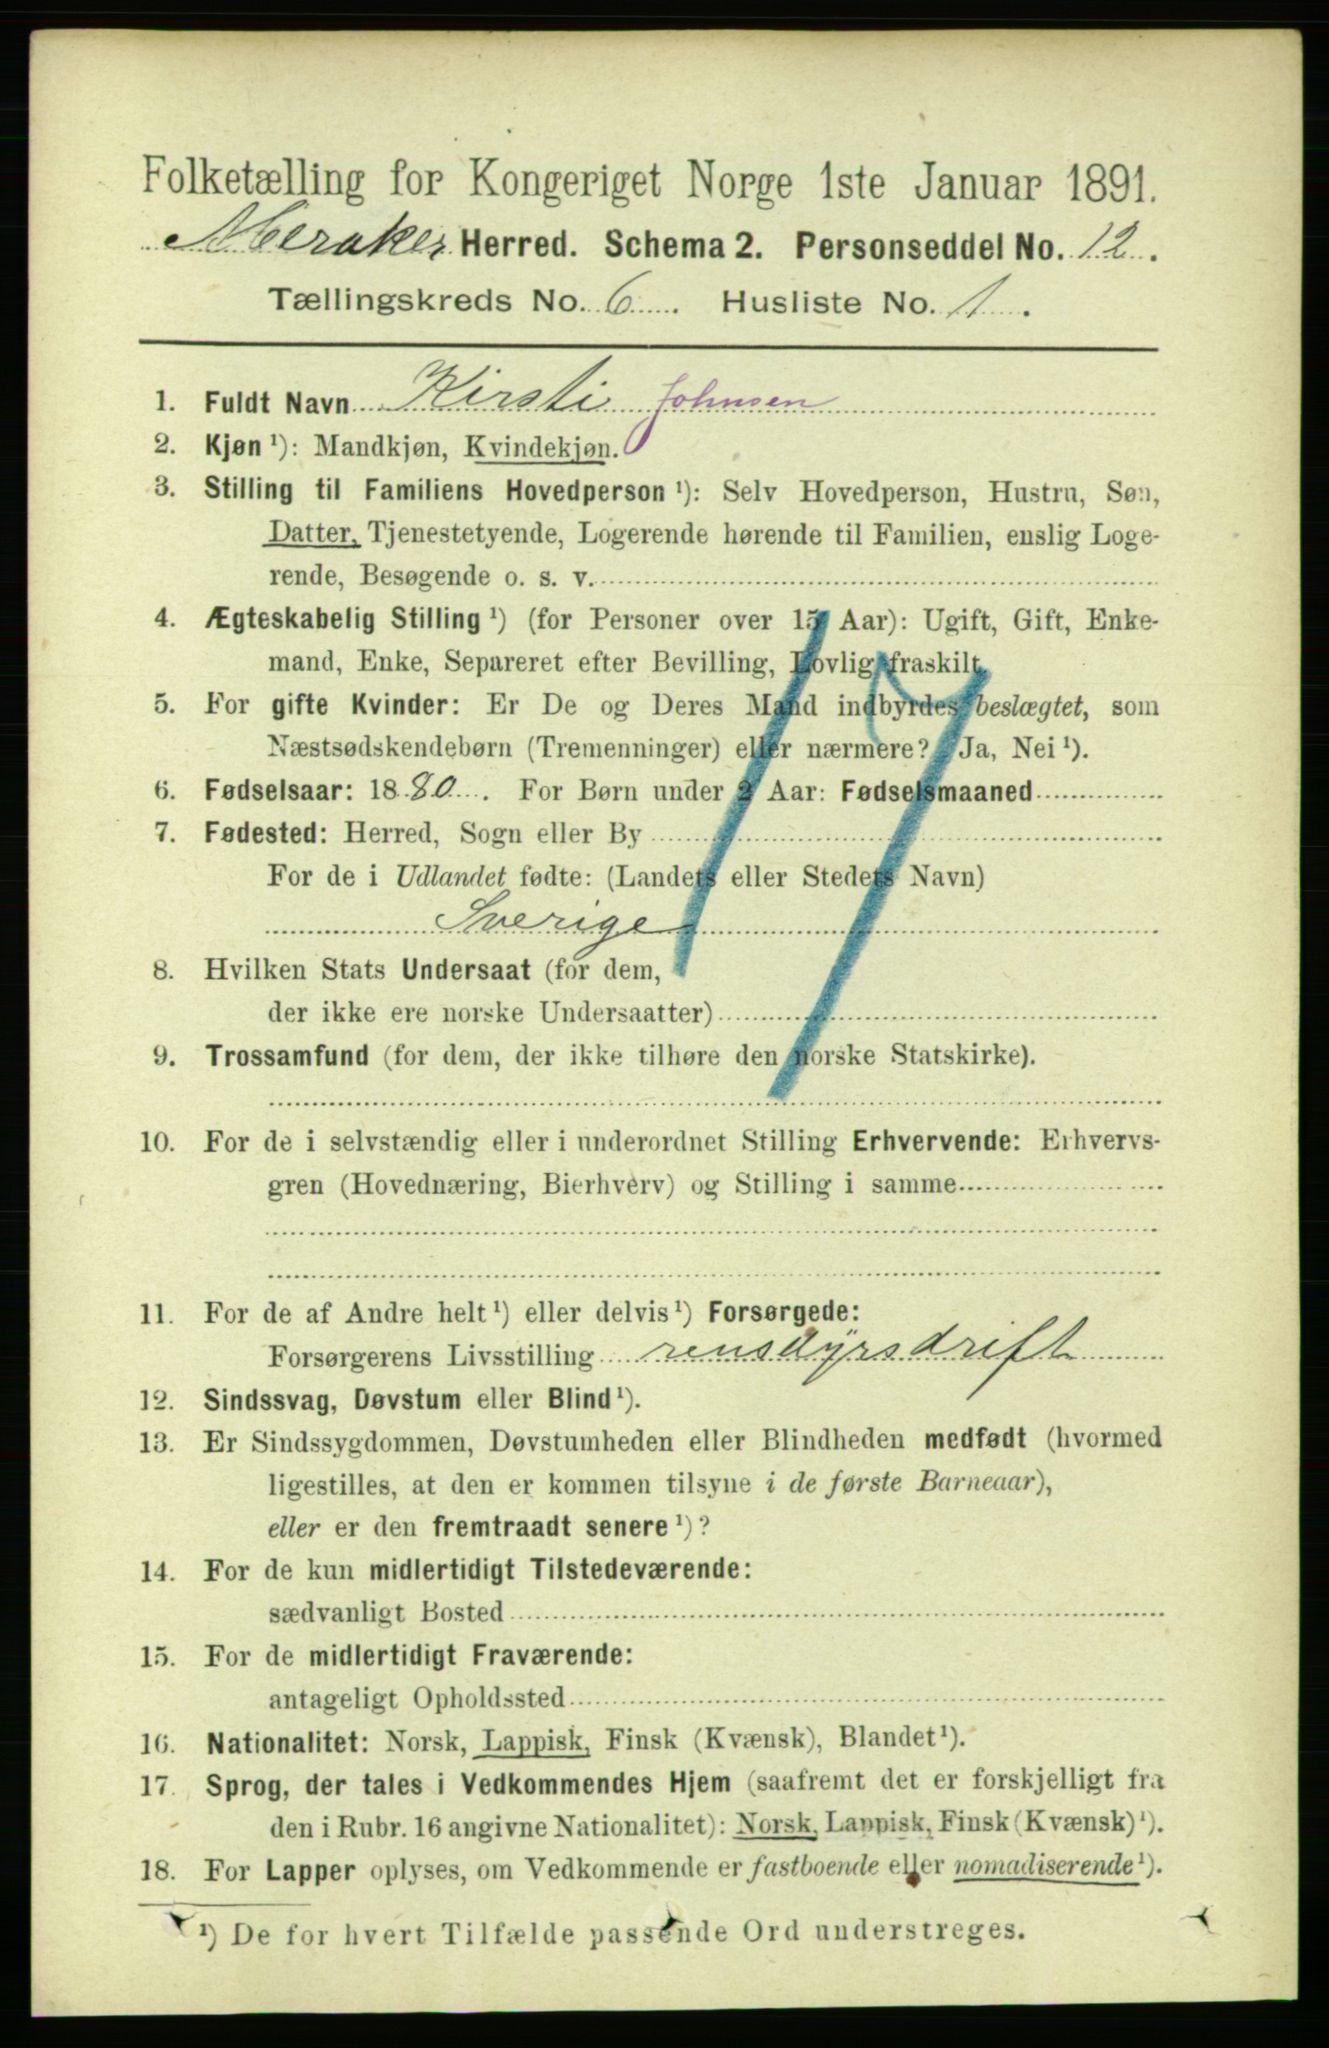 Folketælling for Kongeriget Norge 1ste Januar 1891.
Meraker Herred. Schema 2. Personseddel No. 12.
Tællingskreds No. 6. Husliste No. 1.
1. Fuldt Navn Kirsti Johnsen
2. Kjøn ¹): Mandkjøn, Kvindekjøn.
3. Stilling til Familiens Hovedperson ¹): Selv Hovedperson, Hustru, Søn,
Datter, Tjenestetyende, Logerende hørende til Familien, enslig Loge-
rende, Besøgende o. s. v.
4. Ægteskabelig Stilling ¹) (for Personer over 15 Aar): Ugift, Gift, Enke-
mand, Enke, Separeret efter Bevilling, Lovlig fraskilt.
5. For gifte Kvinder: Er De og Deres Mand indbyrdes beslægtet, som
Næstsødskendebørn (Tremenninger) eller nærmere? Ja, Nei ¹).
6. Fødselsaar: 1880. For Børn under 2 Aar: Fødselsmaaned
7. Fødested: Herred, Sogn eller By
For de i Udlandet fødte: (Landets eller Stedets Navn)
Sverige
8. Hvilken Stats Undersaat (for dem,
der ikke ere norske Undersaatter)
9. Trossamfund (for dem, der ikke tilhøre den norske Statskirke).
10. For de i selvstændig eller i underordnet Stilling Erhvervende: Erhvervs-
gren (Hovednæring, Bierhverv) og Stilling i samme
11. For de af Andre helt ¹) eller delvis ¹) Forsørgede:
Forsørgerens Livsstilling rensdyrsdrift
12. Sindssvag, Døvstum eller Blind ¹).
13. Er Sindssygdommen, Døvstumheden eller Blindheden medfødt (hvormed
ligestilles, at den er kommen tilsyne i de første Barneaar),
eller er den fremtraadt senere ¹)?
14. For de kun midlertidigt Tilstedeværende:
sædvanligt Bosted
15. For de midlertidigt Fraværende:
antageligt Opholdssted
16. Nationalitet: Norsk, Lappisk, Finsk (Kvænsk), Blandet ¹).
17. Sprog, der tales i Vedkommendes Hjem (saafremt det er forskjelligt fra
den i Rubr. 16 angivne Nationalitet): Norsk, Lappisk, Finsk (Kvænsk) ¹).
18. For Lapper oplyses, om Vedkommende er fastboende eller nomadiserende ¹).
¹) De for hvert Tilfælde passende Ord understreges.